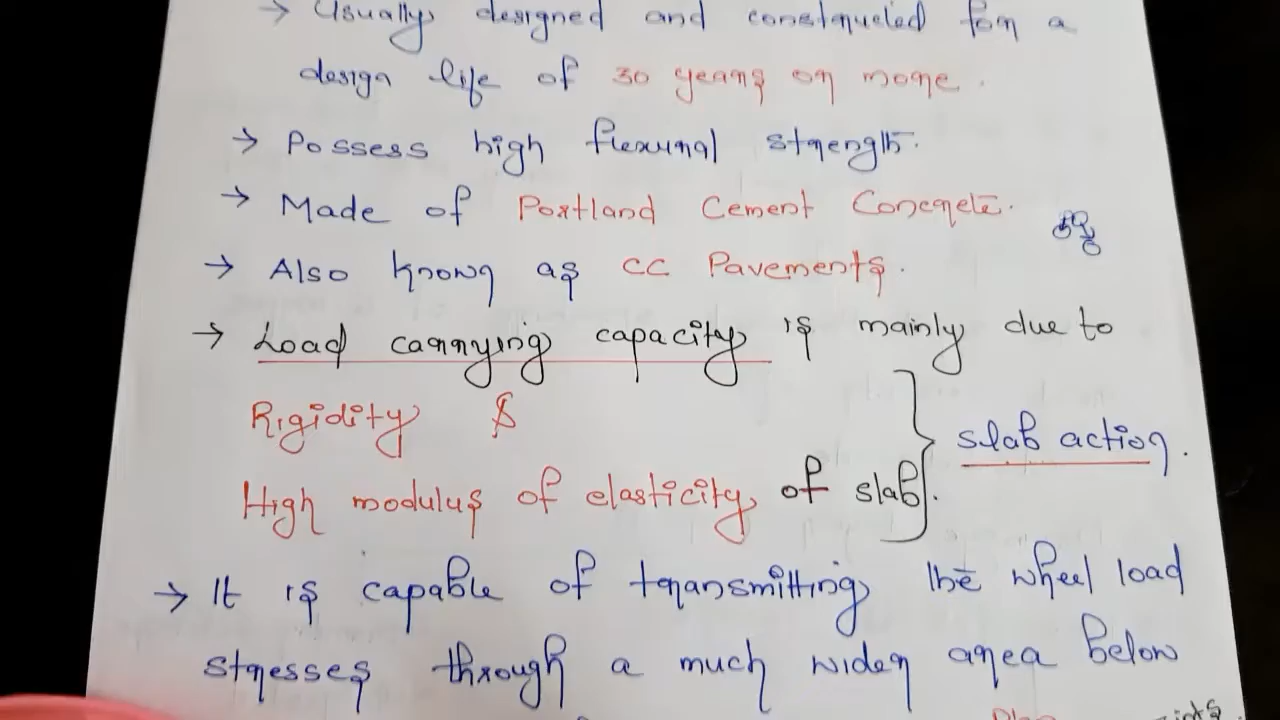 → Usually designed and constructed for a
design life of 30 years or more.
→ Possess high flexural strength.
→ Made of Portland Cement Concrete.
→ Also known as CC Pavements.
→ Load carrying capacity is mainly due to
Rigidity &
High modulus of elasticity of slab. } slab action.
→ It is capable of transmitting the wheel load
stresses through a much wider area below